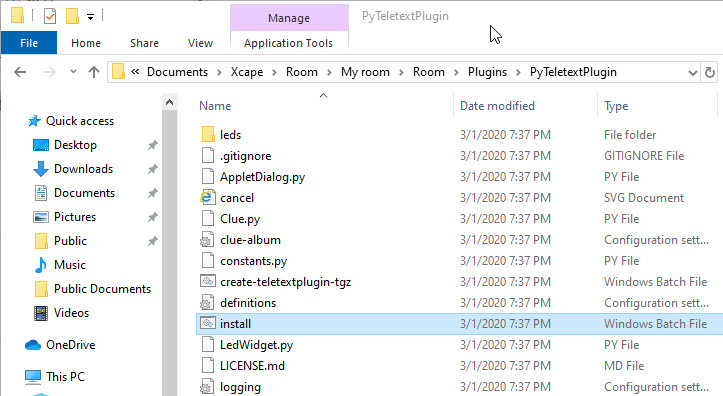 Manage PyTeletextPlugin
File Home Share View Application Tools
« Documents > Xcape > Room > My room > Room > Plugins > PyTeletextPlugin
Name Date modified Type
Quick access
Desktop
Downloads
Documents
Pictures
Public
Music
Public Documents
Videos
OneDrive
This PC
leds 3/1/2020 7:37 PM File folder
.gitignore 3/1/2020 7:37 PM GITIGNORE File
AppletDialog.py 3/1/2020 7:37 PM PY File
cancel 3/1/2020 7:37 PM SVG Document
Clue.py 3/1/2020 7:37 PM PY File
clue-album 3/1/2020 7:37 PM Configuration sett...
constants.py 3/1/2020 7:37 PM PY File
create-teletextplugin-tgz 3/1/2020 7:37 PM Windows Batch File
definitions 3/1/2020 7:37 PM Configuration sett...
install 3/1/2020 7:37 PM Windows Batch File
LedWidget.py 3/1/2020 7:37 PM PY File
LICENSE.md 3/1/2020 7:37 PM MD File
logging 3/1/2020 7:37 PM Configuration sett...